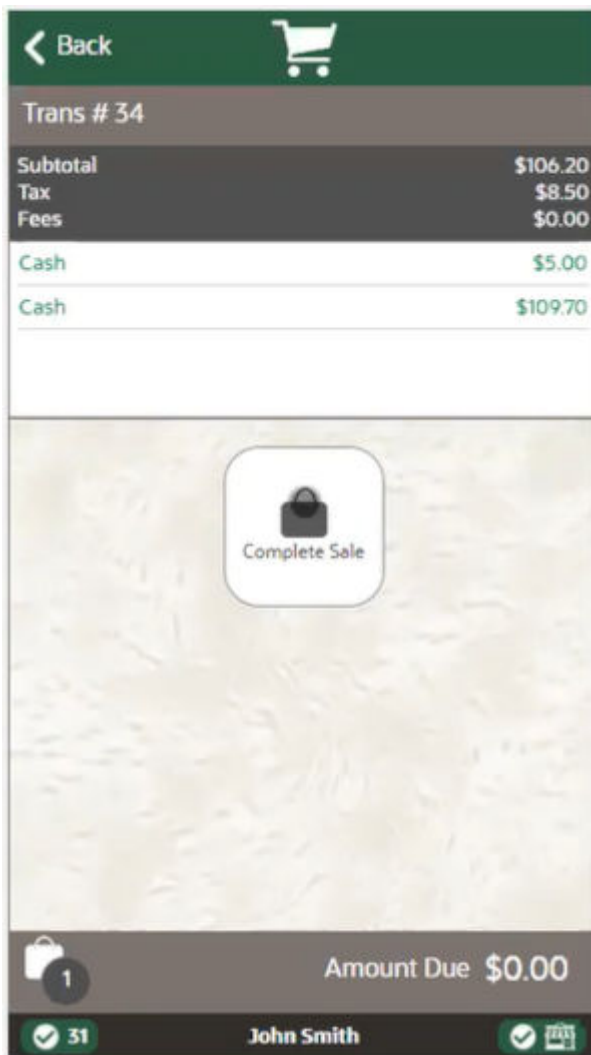 Back
Trans # 34
Subtotal $106.20
Tax $8.50
Fees $0.00
Cash $5.00
Cash $109.70
Complete Sale
1 Amount Due $0.00
31 John Smith